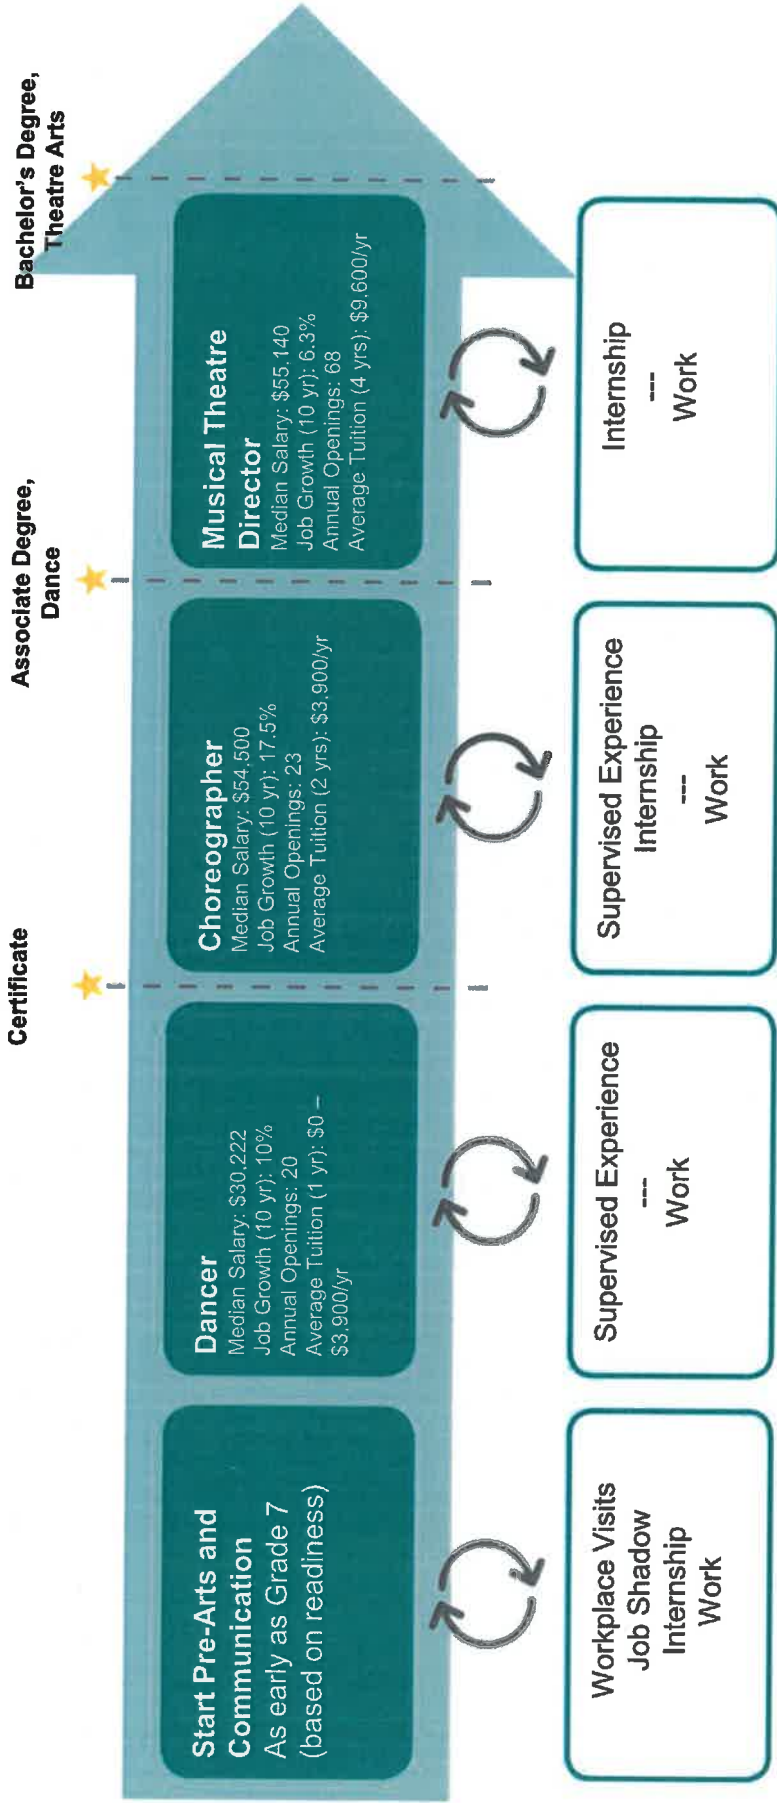 Certificate
Associate Degree,
Dance
Bachelor's Degree,
Theatre Arts
Start Pre-Arts and
Communication
As early as Grade 7
(based on readiness)
Dancer
Median Salary: $30,222
Job Growth (10 yr): 10%
Annual Openings: 20
Average Tuition (1 yr): $0 –
$3,900/yr
Choreographer
Median Salary: $54,500
Job Growth (10 yr): 17.5%
Annual Openings: 23
Average Tuition (2 yrs): $3,900/yr
Musical Theatre
Director
Median Salary: $55,140
Job Growth (10 yr): 6.3%
Annual Openings: 68
Average Tuition (4 yrs): $9,600/yr
Workplace Visits
Job Shadow
Internship
Work
Supervised Experience
---
Work
Supervised Experience
Internship
---
Work
Internship
---
Work